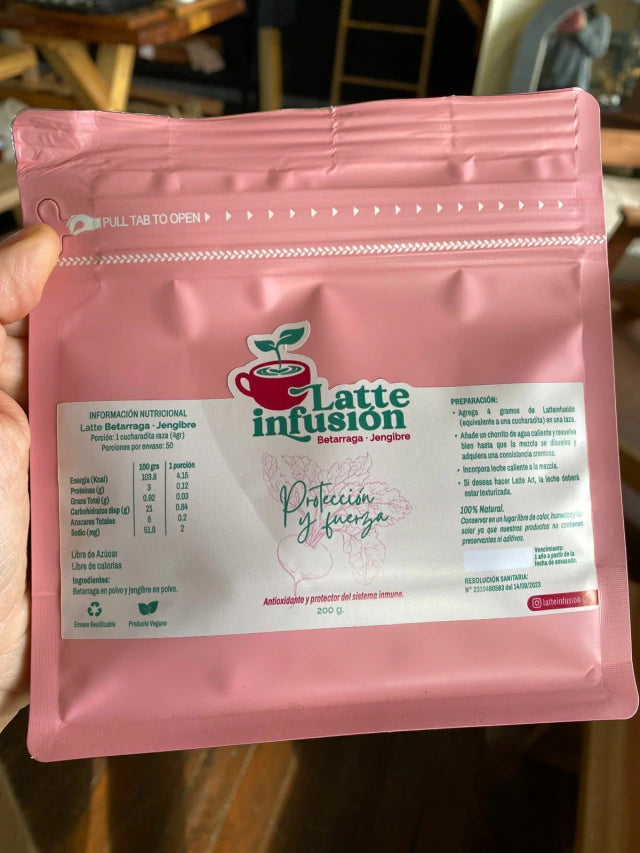 PULL TAB TO OPEN
Latte
infusión
Betarraga · Jengibre
INFORMACIÓN NUTRICIONAL
Latte Betarraga · Jengibre
Porción: 1 cucharadita raza (4gr)
Porciones por envase: 50
100 grs 1 porción
Energía (Kcal) 103.8 4.15
Proteínas (g) 3 0.12
Grasa Total (g) 0.92 0.03
Carbohidratos disp (g) 21 0.84
Azucares Totales 5 0.2
Sodio (mg) 51.8 2
Libre de Azúcar
Libre de calorías
Ingredientes:
Betarraga en polvo y jengibre en polvo.
Envase Reutilizable
Producto Vegano
Protección
y fuerza
Antioxidante y protector del sistema inmune.
200 g.
PREPARACIÓN:
• Agrega 4 gramos de Latteinfusión
(equivalente a una cucharadita) en una taza.
• Añade un chorrito de agua caliente y revuelve
bien hasta que la mezcla se disuelva y
adquiera una consistencia cremosa.
• Incorpora leche caliente a la mezcla.
• Si deseas hacer Latte Art, la leche deberá
estar texturizada.
100% Natural.
Conservar en un lugar libre de calor, humedad y luz
solar ya que nuestros productos no contienen
preservantes ni aditivos.
Vencimiento:
1 año a partir de la
fecha de envasado.
RESOLUCIÓN SANITARIA:
N° 2310460563 del 14/09/2023
latteinfusion